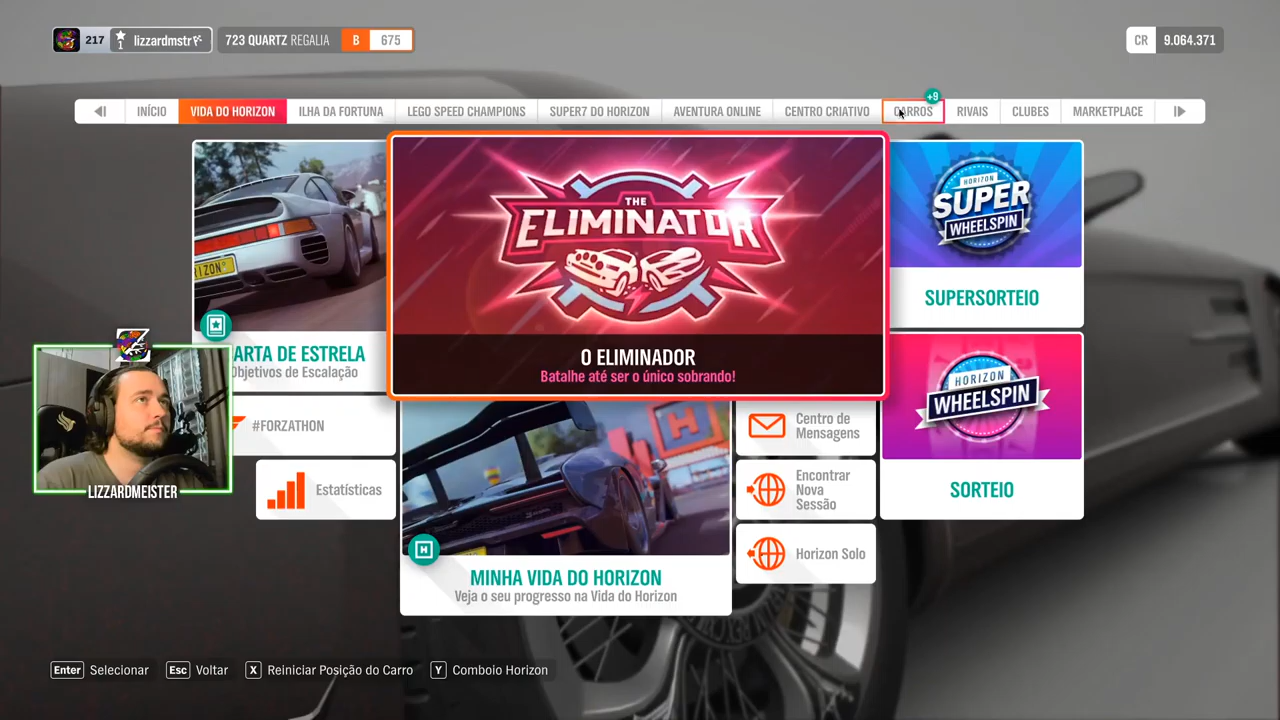 217 1 lizzardmstr
723 QUARTZ REGALIA B 675
CR 9.064.371
+9
INÍCIO VIDA DO HORIZON ILHA DA FORTUNA LEGO SPEED CHAMPIONS SUPER7 DO HORIZON AVENTURA ONLINE CENTRO CRIATIVO CARROS RIVAIS CLUBES MARKETPLACE
THE
ELIMINATOR
O ELIMINADOR
Batalhe até ser o único sobrando!
HORIZON
SUPER
WHEELSPIN
SUPERSORTEIO
ARTA DE ESTRELA
Objetivos de Escalação
#FORZATHON
Estatísticas
LIZZARDMEISTER
H
MINHA VIDA DO HORIZON
Veja o seu progresso na Vida do Horizon
Centro de
Mensagens
Encontrar
Nova
Sessão
Horizon Solo
HORIZON
WHEELSPIN
SORTEIO
Enter Selecionar Esc Voltar X Reiniciar Posição do Carro Y Comboio Horizon